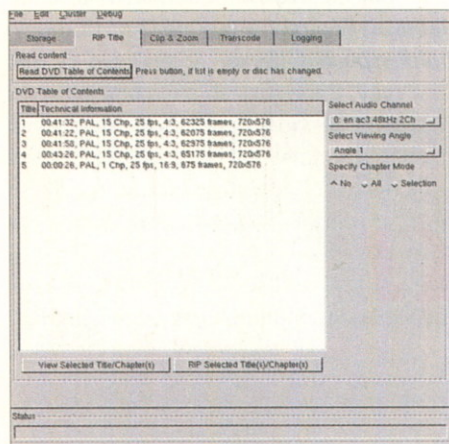 File Edit Cluster Debug
Storage RIP Title Clip & Zoom Transcode Logging
Read content
Read DVD Table of Contents Press button, if list is empty or disc has changed.
DVD Table of Contents
Title Technical Information
1 00:41:32, PAL, 15 Chp, 25 fps, 4:3, 62325 frames, 720x576
2 00:41:22, PAL, 15 Chp, 25 fps, 4:3, 62075 frames, 720x576
3 00:41:58, PAL, 15 Chp, 25 fps, 4:3, 62975 frames, 720x576
4 00:43:26, PAL, 15 Chp, 25 fps, 4:3, 65175 frames, 720x576
5 00:00:26, PAL, 1 Chp, 25 fps, 16:9, 675 frames, 720x576
Select Audio Channel
0: en ac3 48kHz 2Ch
Select Viewing Angle
Angle 1
Specify Chapter Mode
No All Selection
View Selected Title/Chapter(s) RIP Selected Title(s)/Chapter(s)
Status